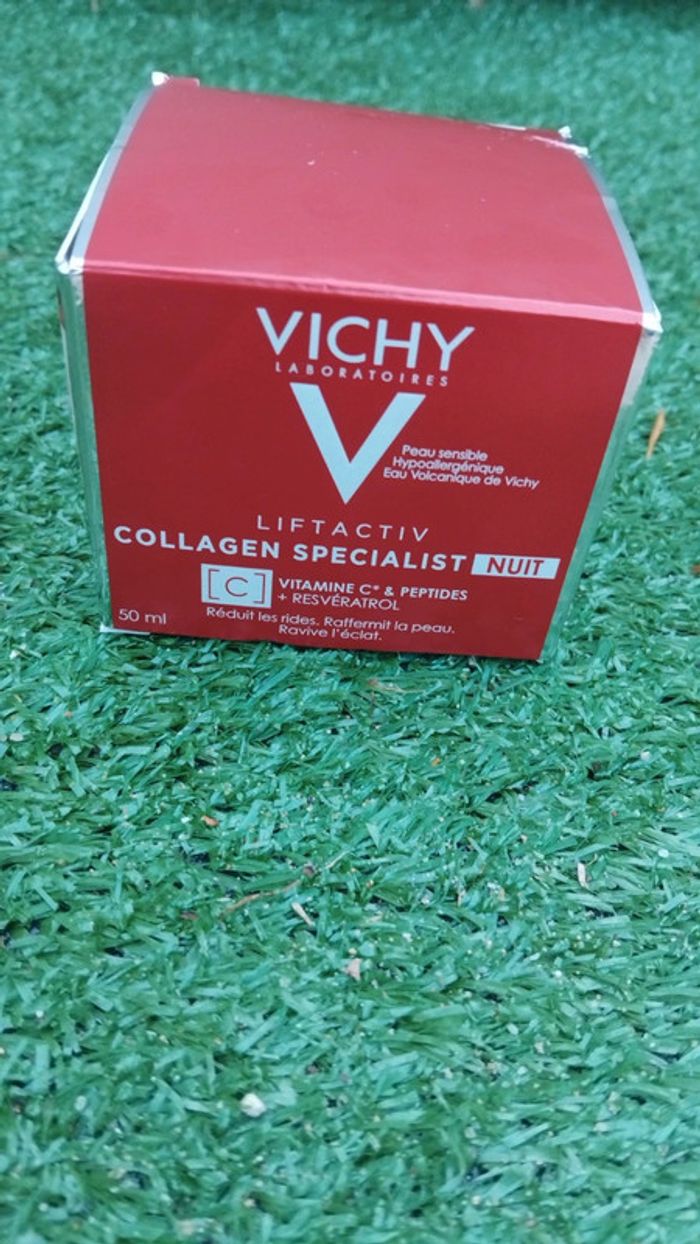 VICHY
LABORATOIRES
V
Peau sensible
Hypoallergénique
Eau Volcanique de Vichy
LIFTACTIV
COLLAGEN SPECIALIST NUIT
[C] VITAMINE C* & PEPTIDES
+ RESVÉRATROL
50 ml
Réduit les rides. Raffermit la peau.
Ravive l'éclat.